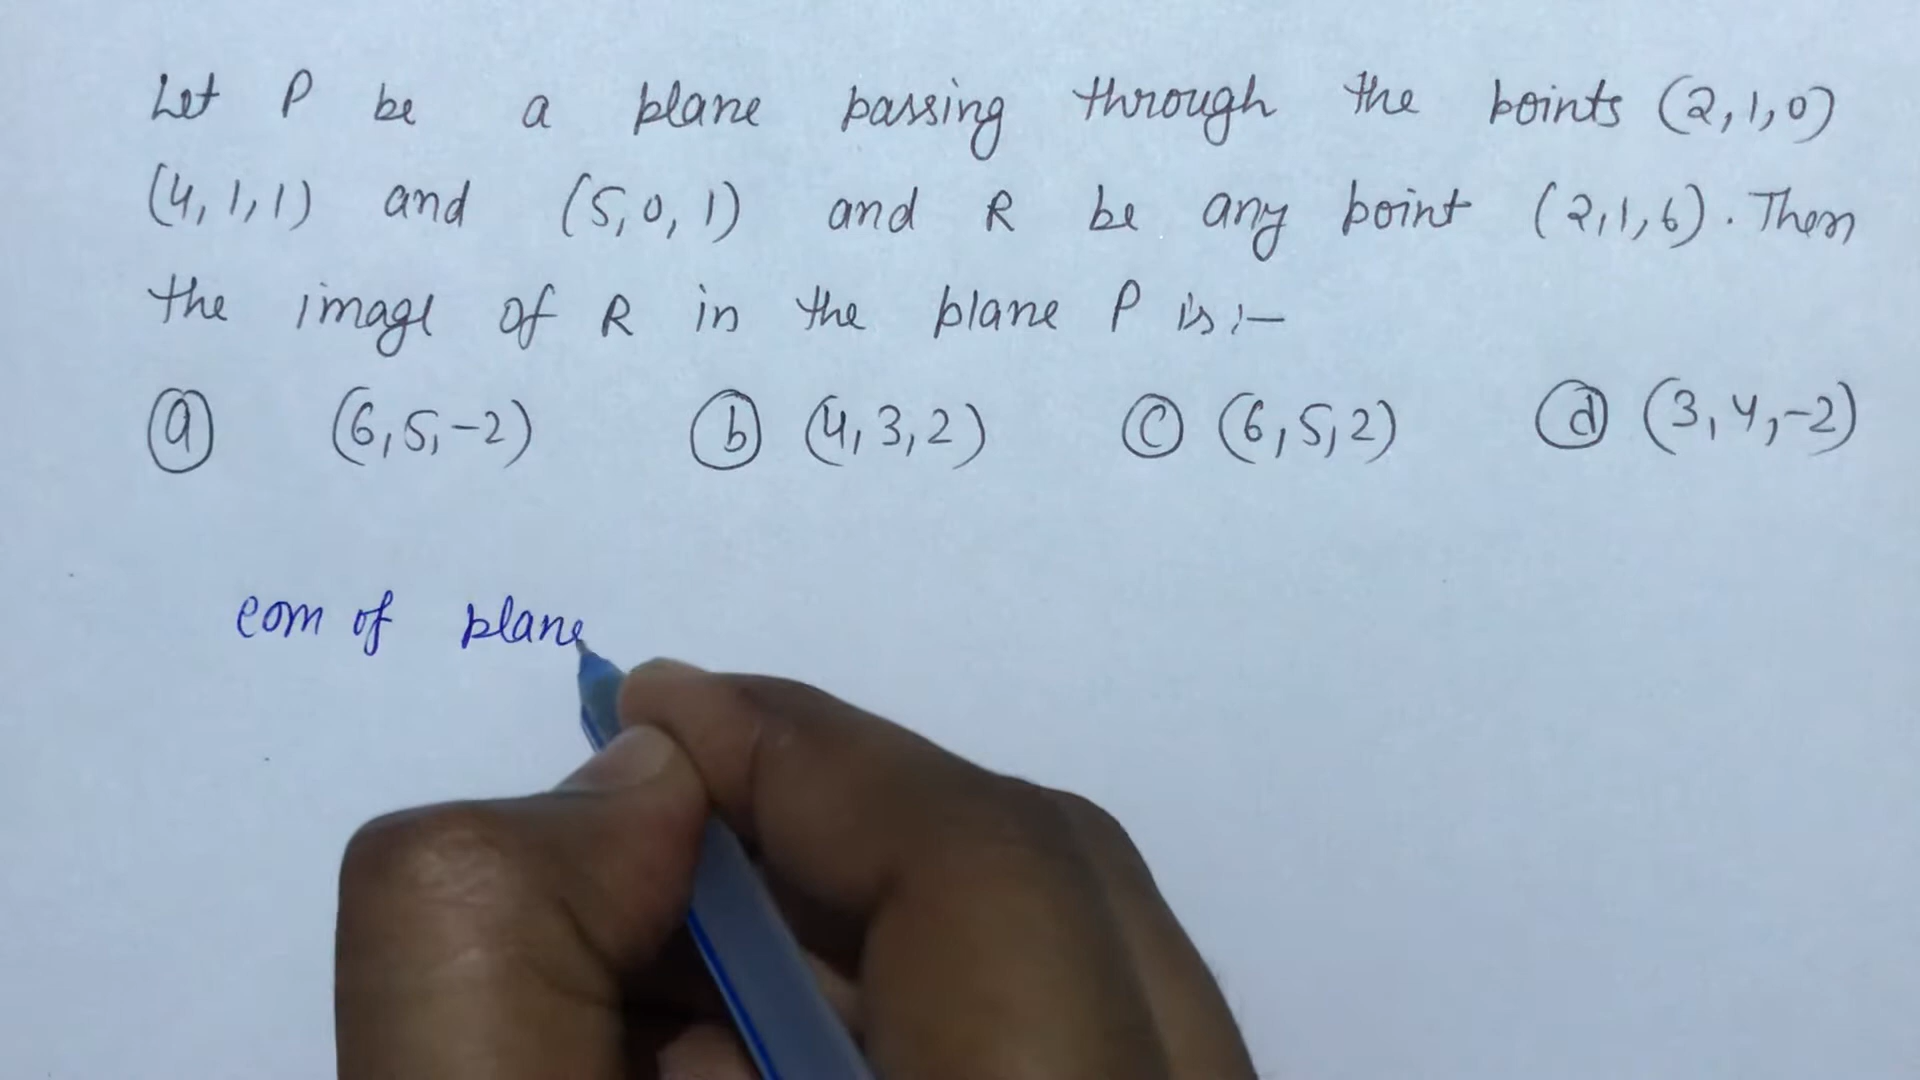 Let P be a plane passing through the points (2,1,0)
(4,1,1) and (5,0,1) and R be any point (2,1,6). Then
the image of R in the plane P is:-
ⓐ (6,5,-2) ⓑ (4,3,2) ⓒ (6,5,2) ⓓ (3,4,-2)
eqn of plane